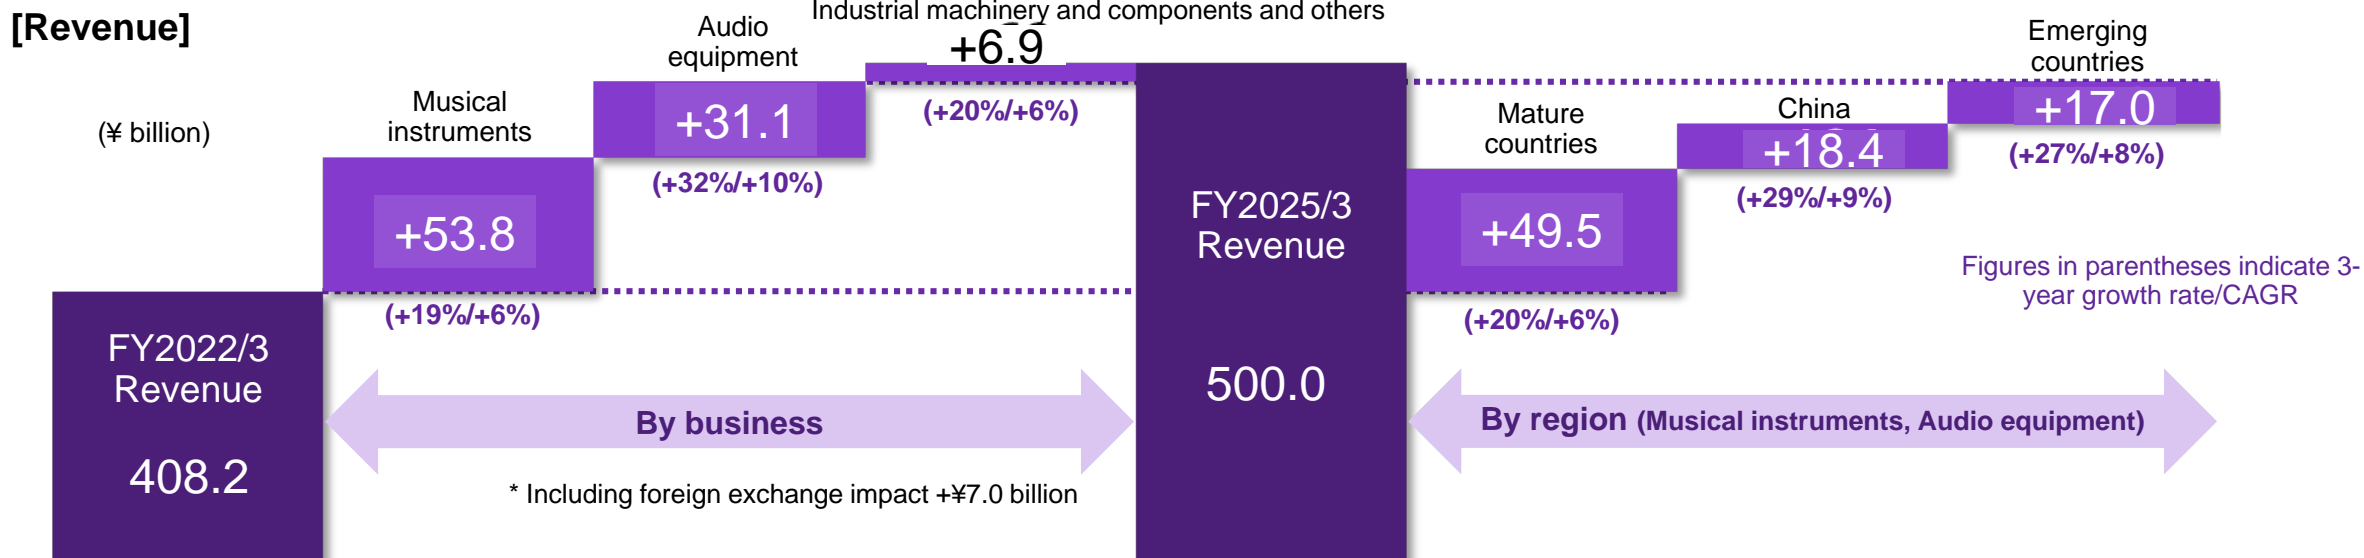 [Revenue]
(¥ billion)
FY2022/3
Revenue
408.2
Musical
instruments
+53.8
(+19%/+6%)
Audio
equipment
+31.1
(+32%/+10%)
Industrial machinery and components and others
+6.9
(+20%/+6%)
By business
* Including foreign exchange impact +¥7.0 billion
FY2025/3
Revenue
500.0
Mature
countries
+49.5
(+20%/+6%)
China
+18.4
(+29%/+9%)
Emerging
countries
+17.0
(+27%/+8%)
Figures in parentheses indicate 3-
year growth rate/CAGR
By region (Musical instruments, Audio equipment)